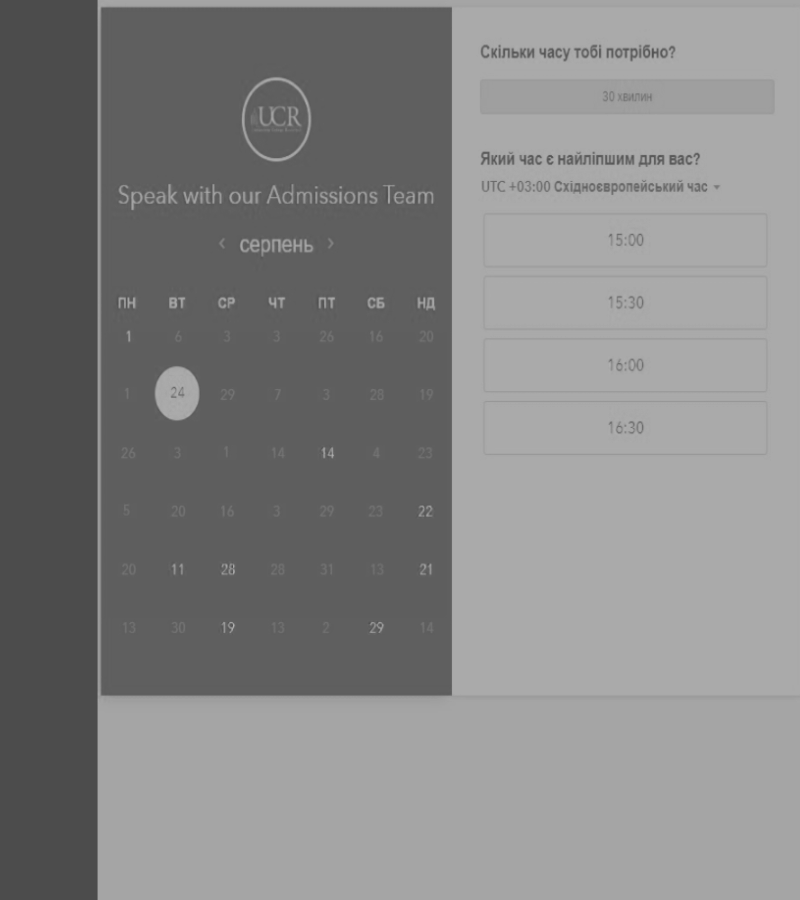 UCR
Speak with our Admissions Team
‹ серпень ›
ПН ВТ СР ЧТ ПТ СБ НД
1 6 3 3 26 16 20
1 24 29 7 3 28 19
26 3 1 14 14 4 23
5 20 16 3 29 23 22
20 11 28 28 31 13 21
13 30 19 13 2 29 14
Скільки часу тобі потрібно?
30 хвилин
Який час є найліпшим для вас?
UTC +03:00 Східноєвропейський час
15:00
15:30
16:00
16:30